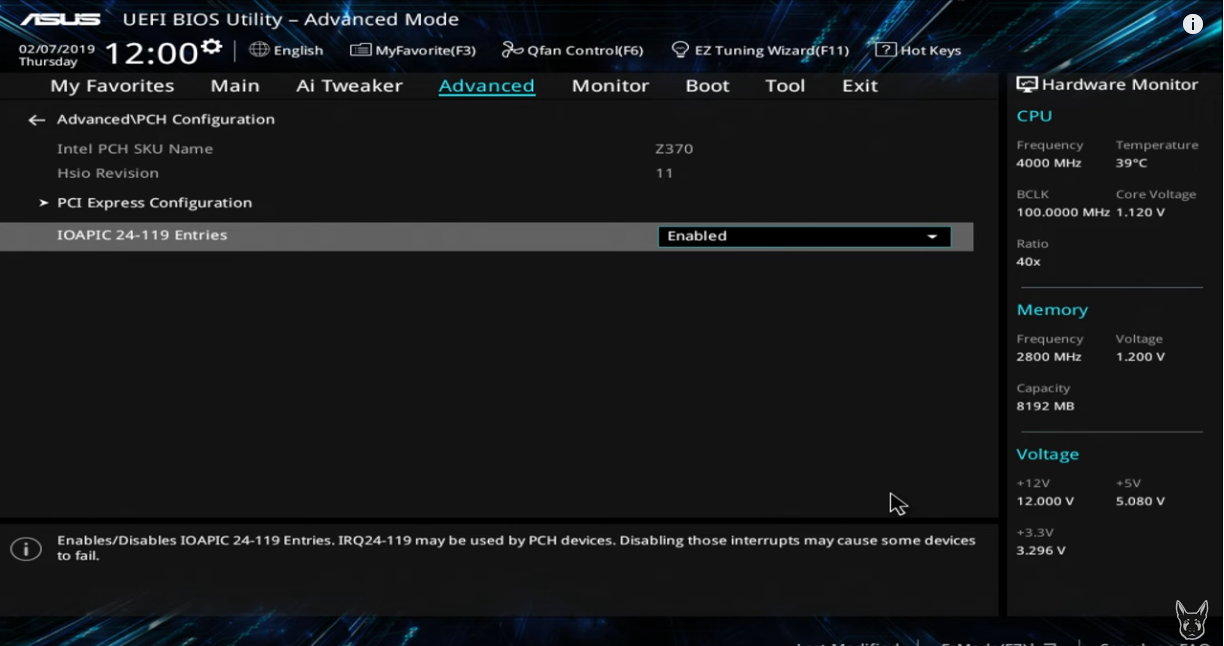 ASUS UEFI BIOS Utility – Advanced Mode
02/07/2019 Thursday 12:00 English MyFavorite(F3) Qfan Control(F6) EZ Tuning Wizard(F11) ? Hot Keys
My Favorites Main Ai Tweaker Advanced Monitor Boot Tool Exit
Advanced\PCH Configuration
Intel PCH SKU Name Z370
Hsio Revision 11
PCI Express Configuration
IOAPIC 24-119 Entries Enabled
Enables/Disables IOAPIC 24-119 Entries. IRQ24-119 may be used by PCH devices. Disabling those interrupts may cause some devices
to fail.
Hardware Monitor
CPU
Frequency Temperature
4000 MHz 39°C
BCLK Core Voltage
100.0000 MHz 1.120 V
Ratio
40x
Memory
Frequency Voltage
2800 MHz 1.200 V
Capacity
8192 MB
Voltage
+12V +5V
12.000 V 5.080 V
+3.3V
3.296 V